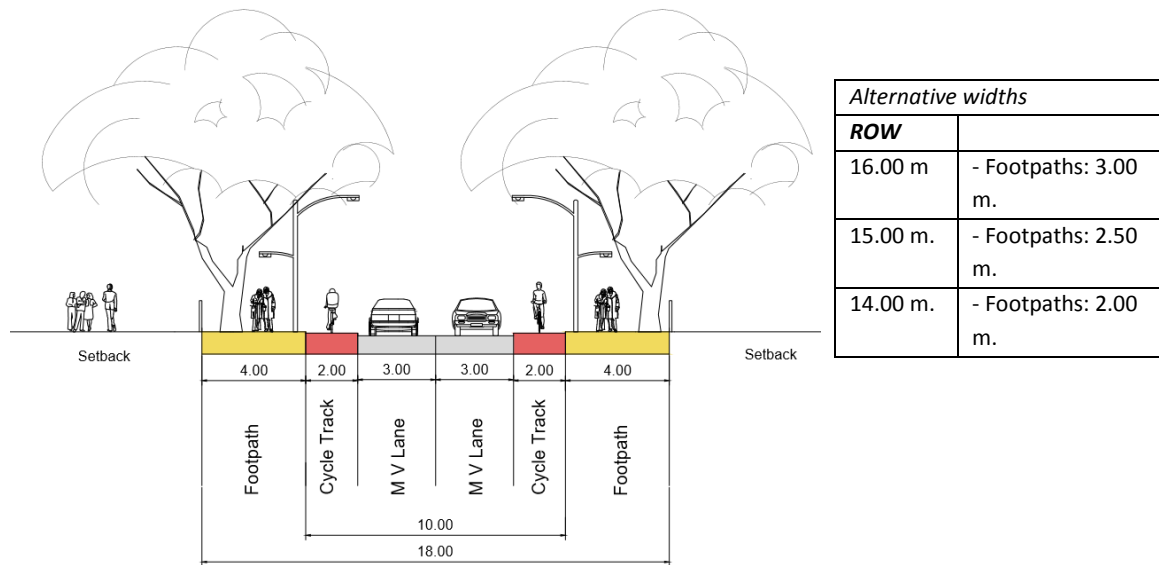 Setback
Setback
4.00
2.00
3.00
3.00
2.00
4.00
Footpath
Cycle Track
M V Lane
M V Lane
Cycle Track
Footpath
10.00
18.00
Alternative widths
ROW
16.00 m
- Footpaths: 3.00
m.
15.00 m.
- Footpaths: 2.50
m.
14.00 m.
- Footpaths: 2.00
m.